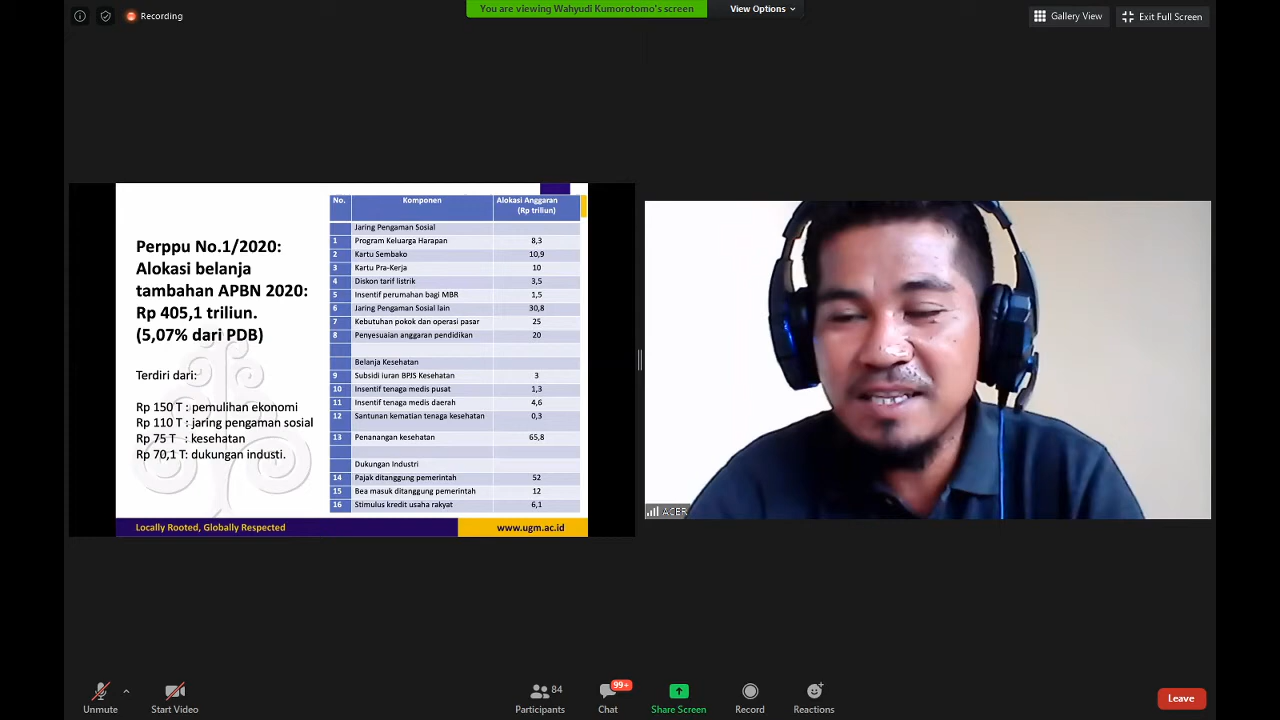 Recording
You are viewing Wahyudi Kumorotomo's screen
View Options
Gallery View
Exit Full Screen
Perppu No.1/2020:
Alokasi belanja
tambahan APBN 2020:
Rp 405,1 triliun.
(5,07% dari PDB)
Terdiri dari:
Rp 150 T : pemulihan ekonomi
Rp 110 T : jaring pengaman sosial
Rp 75 T : kesehatan
Rp 70,1 T: dukungan industi.
No. Komponen Alokasi Anggaran
(Rp triliun)
Jaring Pengaman Sosial
1 Program Keluarga Harapan 8,3
2 Kartu Sembako 10,9
3 Kartu Pra-Kerja 10
4 Diskon tarif listrik 3,5
5 Insentif perumahan bagi MBR 1,5
6 Jaring Pengaman Sosial lain 30,8
7 Kebutuhan pokok dan operasi pasar 25
8 Penyesuaian anggaran pendidikan 20
Belanja Kesehatan
9 Subsidi iuran BPJS Kesehatan 3
10 Insentif tenaga medis pusat 1,3
11 Insentif tenaga medis daerah 4,6
12 Santunan kematian tenaga kesehatan 0,3
13 Penanangan kesehatan 65,8
Dukungan Industri
14 Pajak ditanggung pemerintah 52
15 Bea masuk ditanggung pemerintah 12
16 Stimulus kredit usaha rakyat 6,1
Locally Rooted, Globally Respected
www.ugm.ac.id
ACER
Unmute
Start Video
84
Participants
99+
Chat
Share Screen
Record
Reactions
Leave